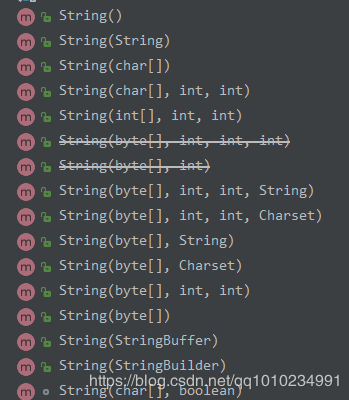 String()
String(String)
String(char[])
String(char[], int, int)
String(int[], int, int)
String(byte[], int, int, int)
String(byte[], int)
String(byte[], int, int, String)
String(byte[], int, int, Charset)
String(byte[], String)
String(byte[], Charset)
String(byte[], int, int)
String(byte[])
String(StringBuffer)
String(StringBuilder)
String(char[], boolean)
https://blog.csdn.net/qq1010234991